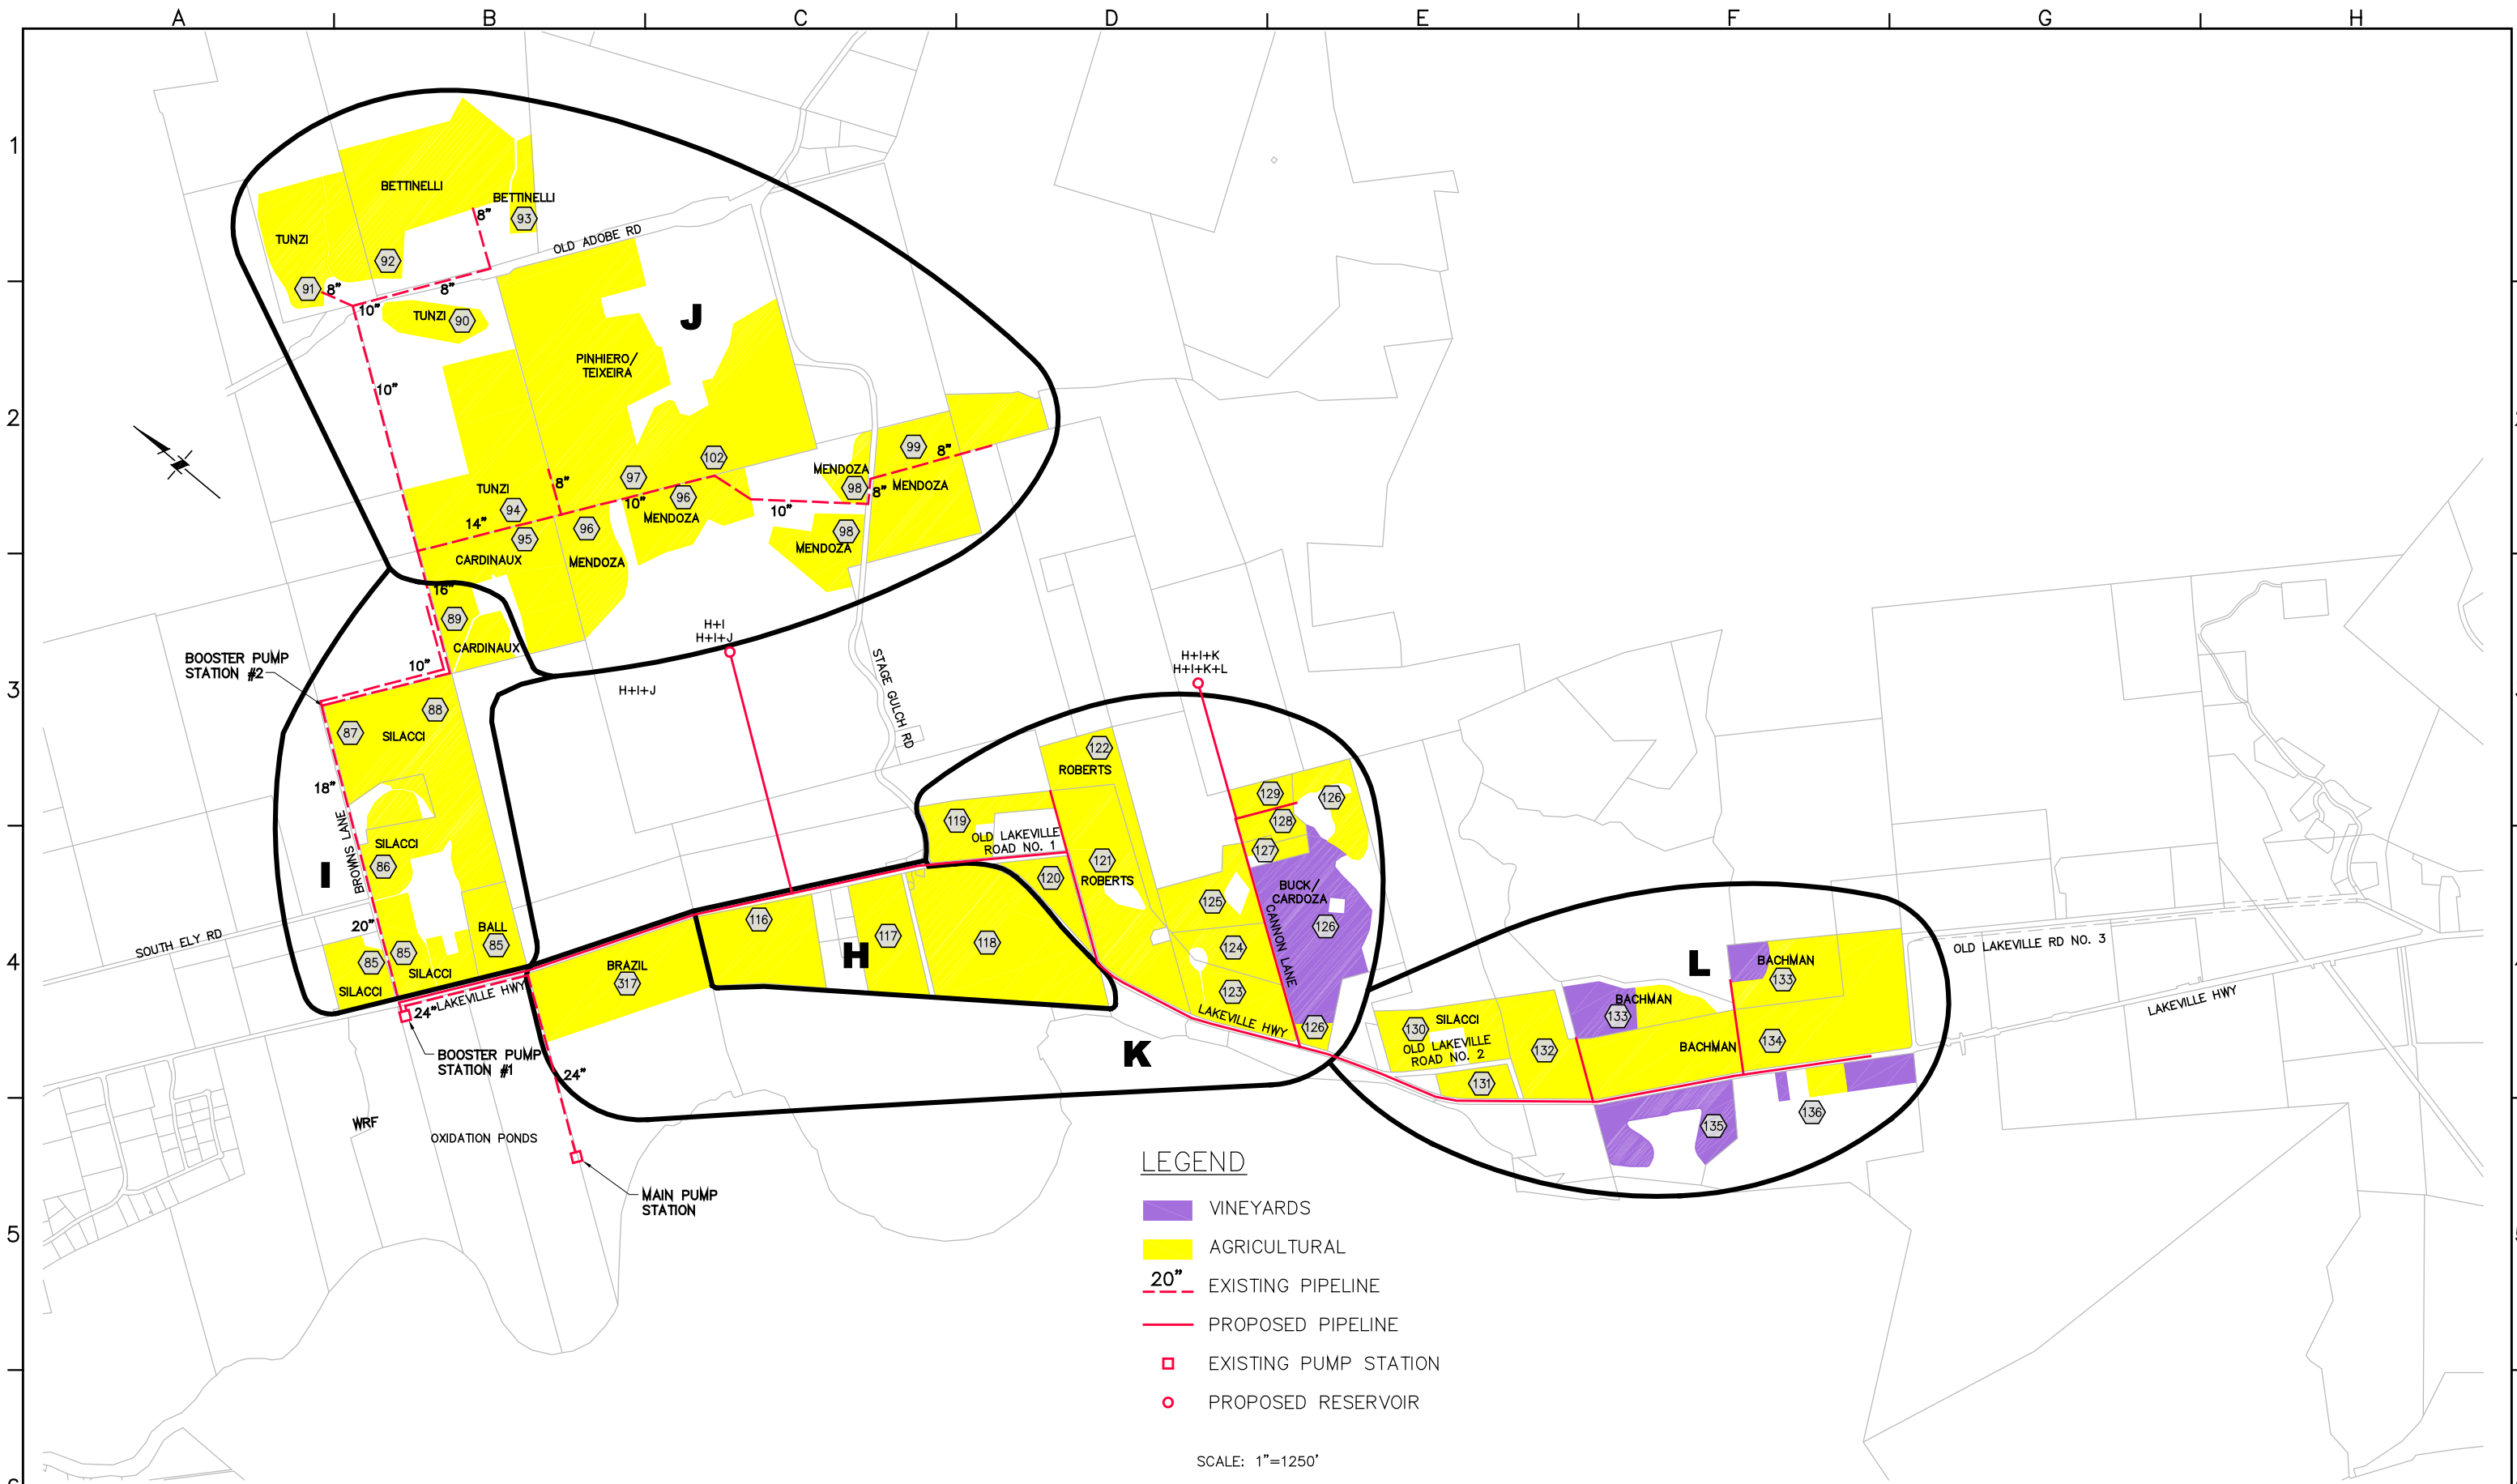 A B C D E F G H
1
BETTINELLI
BETTINELLI
93
8"
TUNZI
OLD ADOBE RD
92
91
8"
8"
10"
TUNZI
90
J
PINHIERO/
TEIXEIRA
10"
2
99
8"
102
MENDOZA
97
98
8"
MENDOZA
TUNZI
8"
94
10"
96
MENDOZA
10"
14"
96
98
95
MENDOZA
CARDINAUX
MENDOZA
16"
89
CARDINAUX
H+I
H+I+J
BOOSTER PUMP
STATION #2
10"
H+I+K
H+I+K+L
STAGE GULCH RD
3
H+I+J
88
87
SILACCI
122
ROBERTS
18"
129
126
119
128
BROWNS LANE
OLD LAKEVILLE
ROAD NO. 1
SILACCI
127
86
121
I
120
ROBERTS
BUCK/
CARDOZA
125
116
CANNON LANE
126
20"
BALL
SOUTH ELY RD
85
117
118
124
OLD LAKEVILLE RD NO. 3
85
85
H
4
L
BACHMAN
BRAZIL
SILACCI
317
133
SILACCI
123
BACHMAN
LAKEVILLE HWY
24"
LAKEVILLE HWY
133
LAKEVILLE HWY
126
130
SILACCI
OLD LAKEVILLE
ROAD NO. 2
132
BACHMAN
134
BOOSTER PUMP
STATION #1
K
24"
131
WRF
136
135
OXIDATION PONDS
LEGEND
MAIN PUMP
STATION
VINEYARDS
5
AGRICULTURAL
20" EXISTING PIPELINE
PROPOSED PIPELINE
EXISTING PUMP STATION
PROPOSED RESERVOIR
SCALE: 1"=1250'